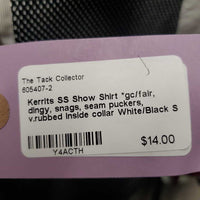 The Tack Collector
605407-2
Kerrits SS Show Shirt *gc/fair,
dingy, snags, seam puckers,
v.rubbed inside collar White/Black S
$14.00
Y4ACTH